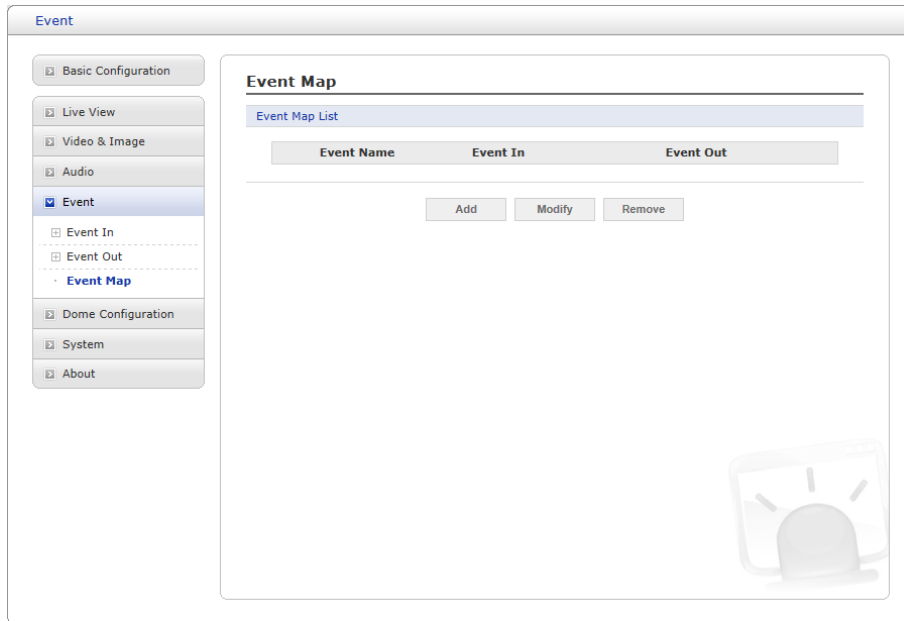 Event
Basic Configuration
Live View
Video & Image
Audio
Event
Event In
Event Out
Event Map
Dome Configuration
System
About
Event Map
Event Map List
Event Name Event In Event Out
Add Modify Remove